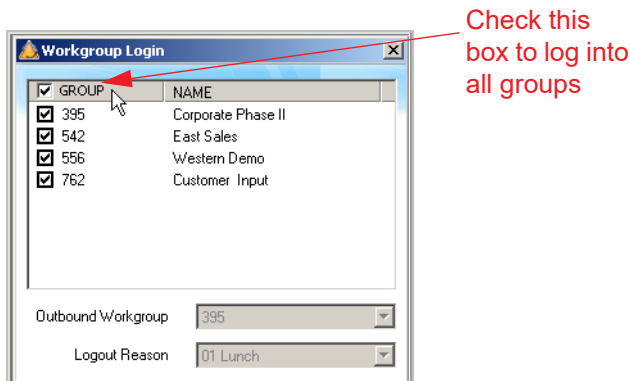 Check this
box to log into
all groups
Workgroup Login
GROUP NAME
395 Corporate Phase II
542 East Sales
556 Western Demo
762 Customer Input
Outbound Workgroup 395
Logout Reason 01 Lunch